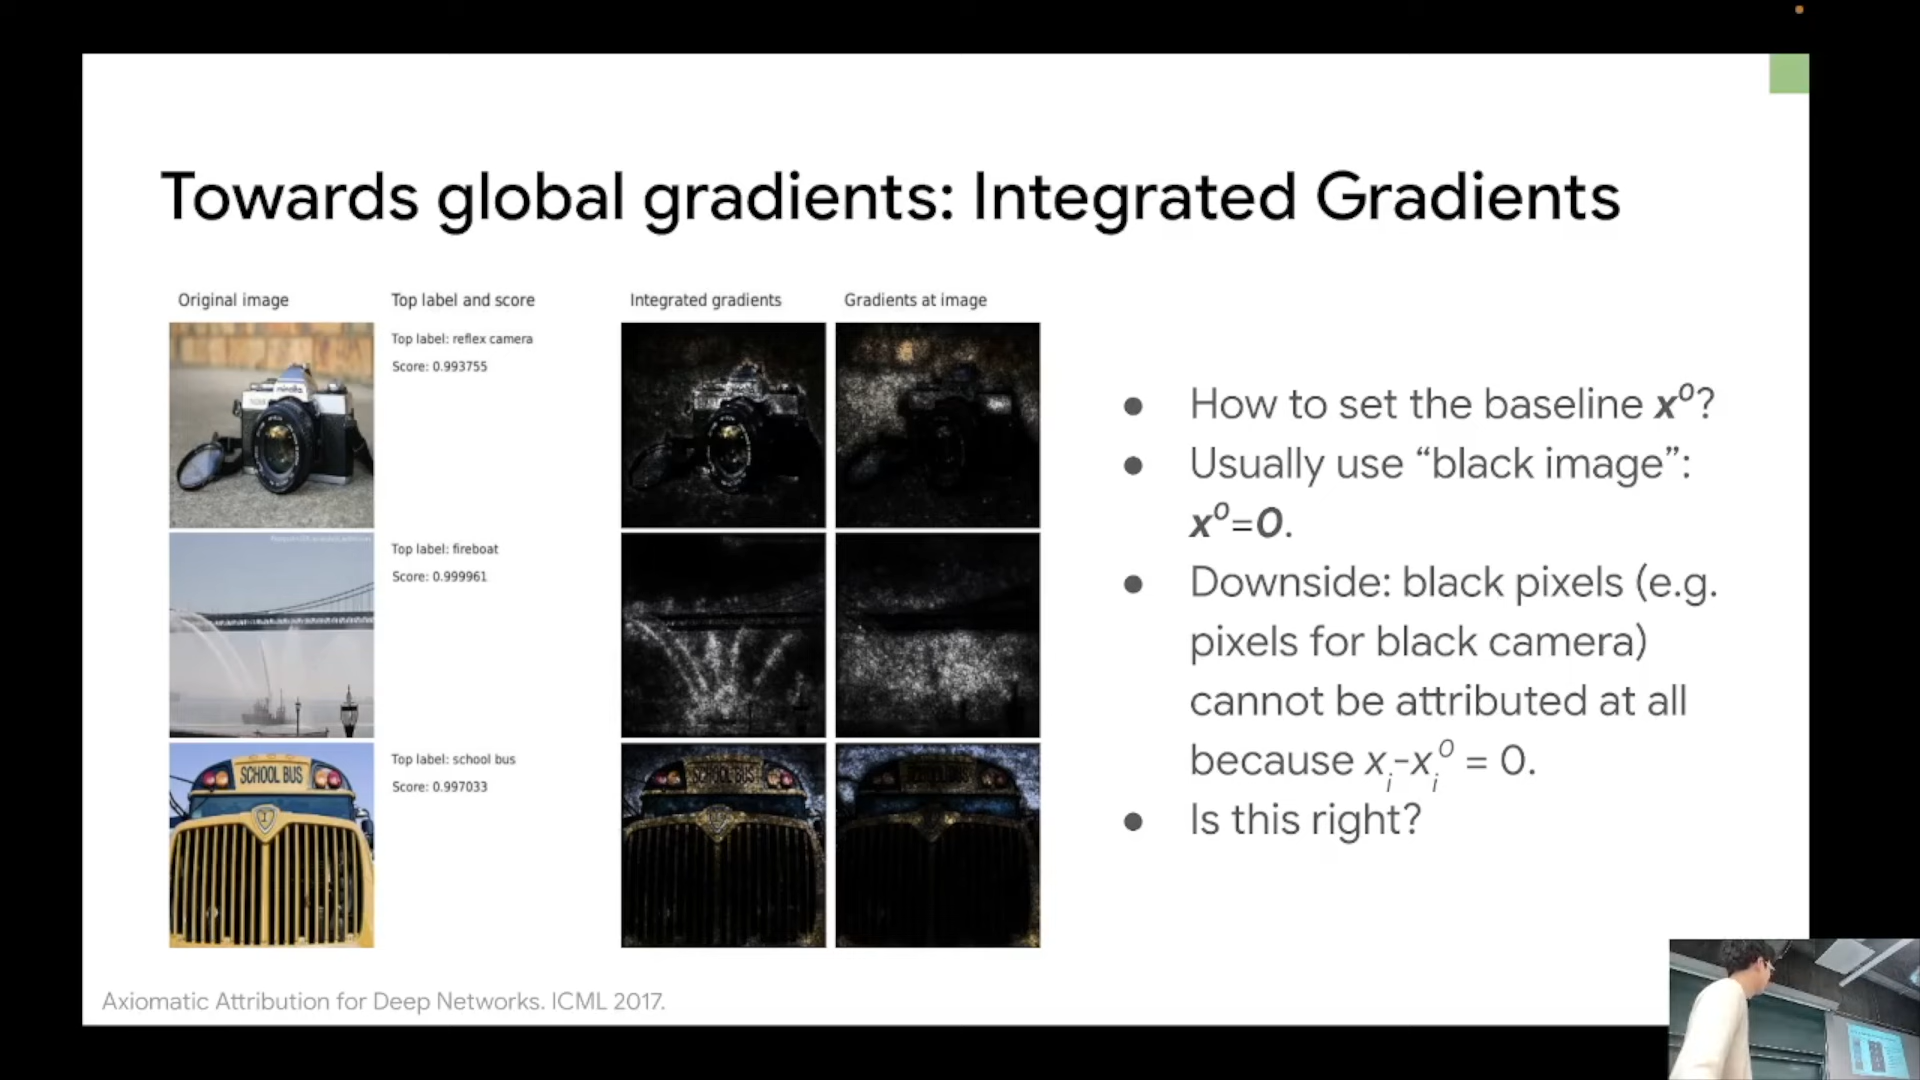 Towards global gradients: Integrated Gradients
Original image
Top label and score
Integrated gradients
Gradients at image
Top label: reflex camera
Score: 0.993755
minolta
Top label: fireboat
Score: 0.999961
Top label: school bus
Score: 0.997033
SCHOOL BUS
SCHOOL BUS
● How to set the baseline x⁰?
● Usually use “black image”:
x⁰=0.
● Downside: black pixels (e.g.
pixels for black camera)
cannot be attributed at all
because xᵢ-xᵢ⁰ = 0.
● Is this right?
Axiomatic Attribution for Deep Networks. ICML 2017.